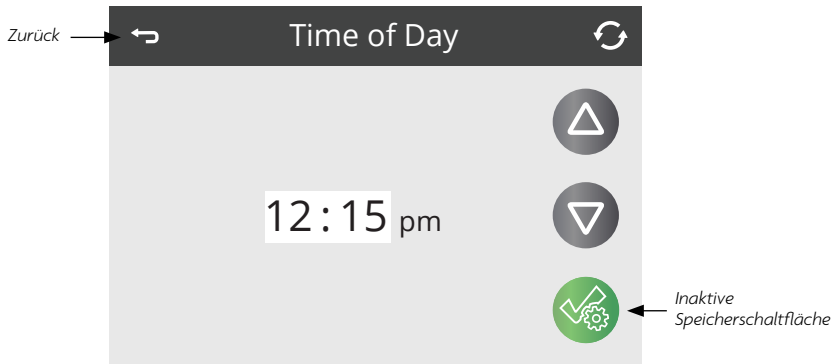 Zurück
Time of Day
12:15 pm
Inaktive
Speicherschaltfläche